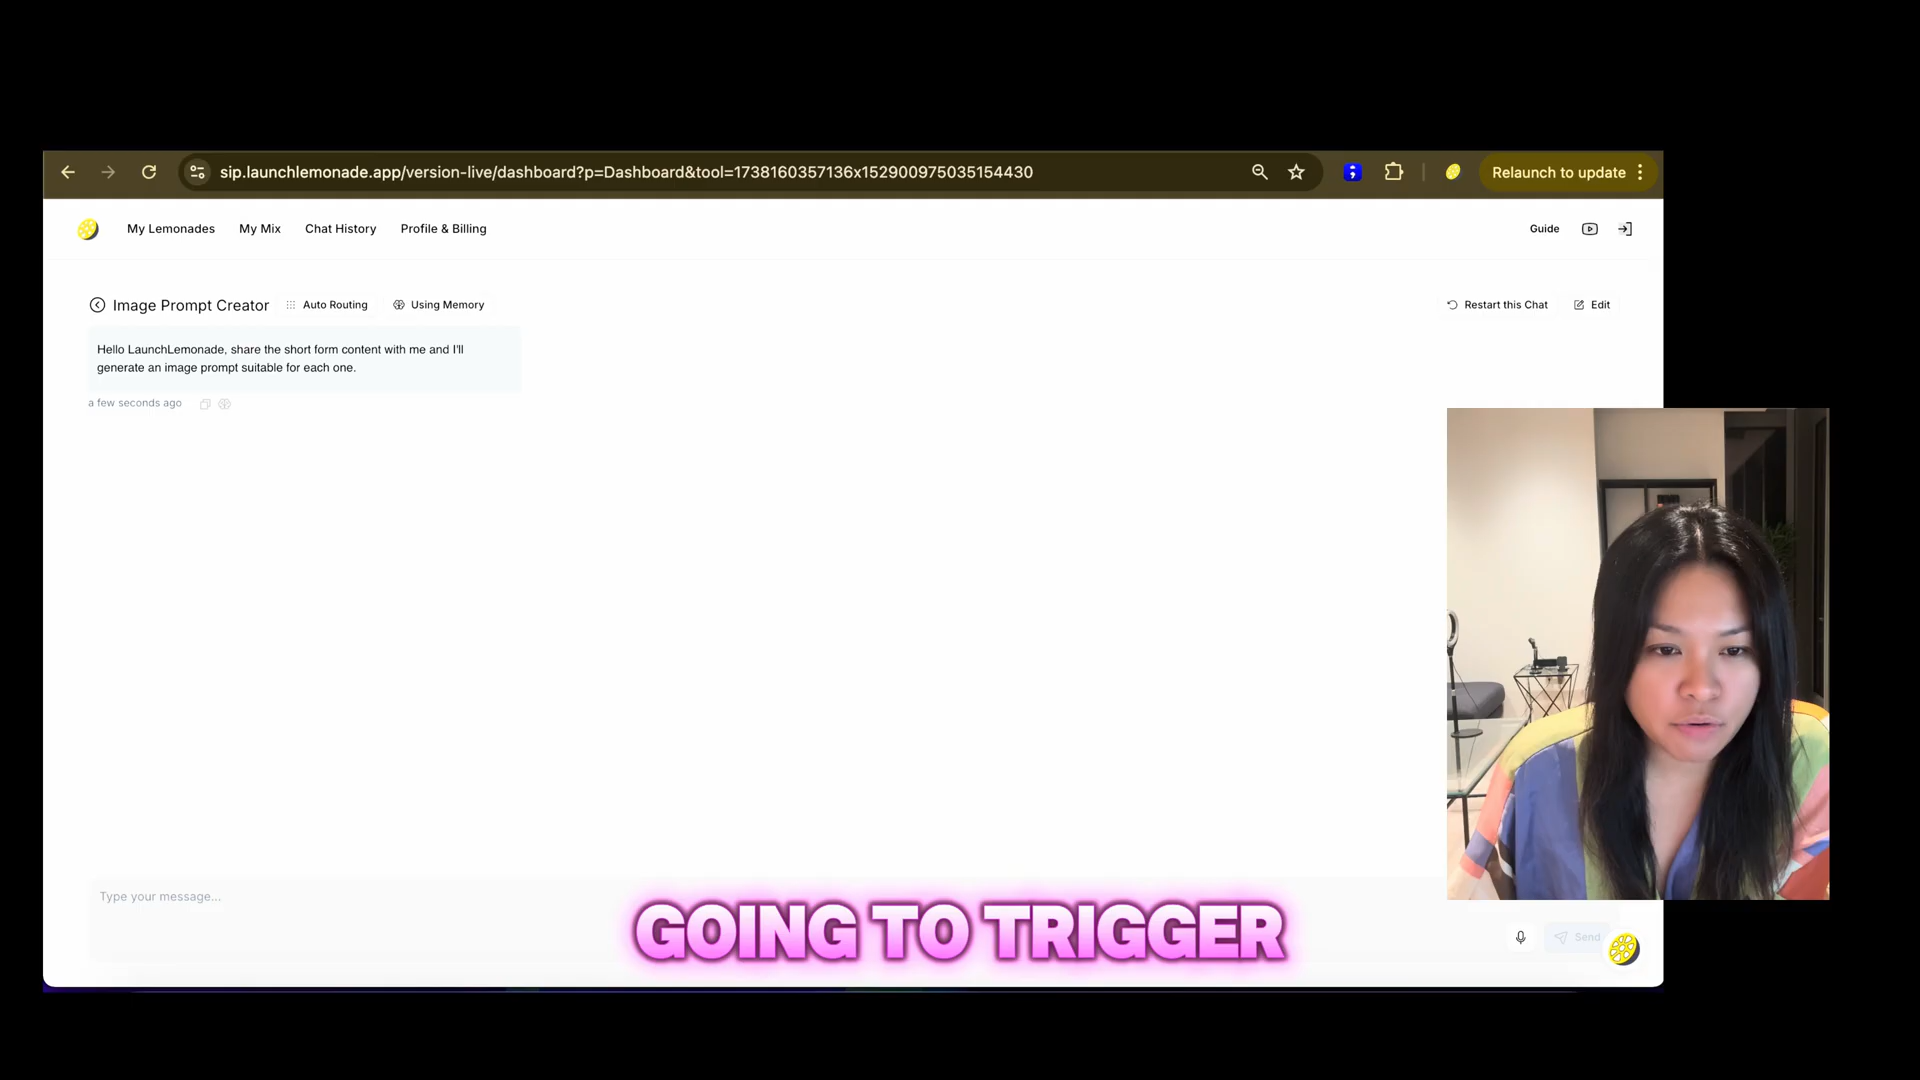 sip.launchlemonade.app/version-live/dashboard?p=Dashboard&tool=1738160357136x152900975035154430
Relaunch to update
My Lemonades
My Mix
Chat History
Profile & Billing
Guide
Image Prompt Creator
Auto Routing
Using Memory
Restart this Chat
Edit
Hello LaunchLemonade, share the short form content with me and I'll
generate an image prompt suitable for each one.
a few seconds ago
Type your message...
GOING TO TRIGGER
Send